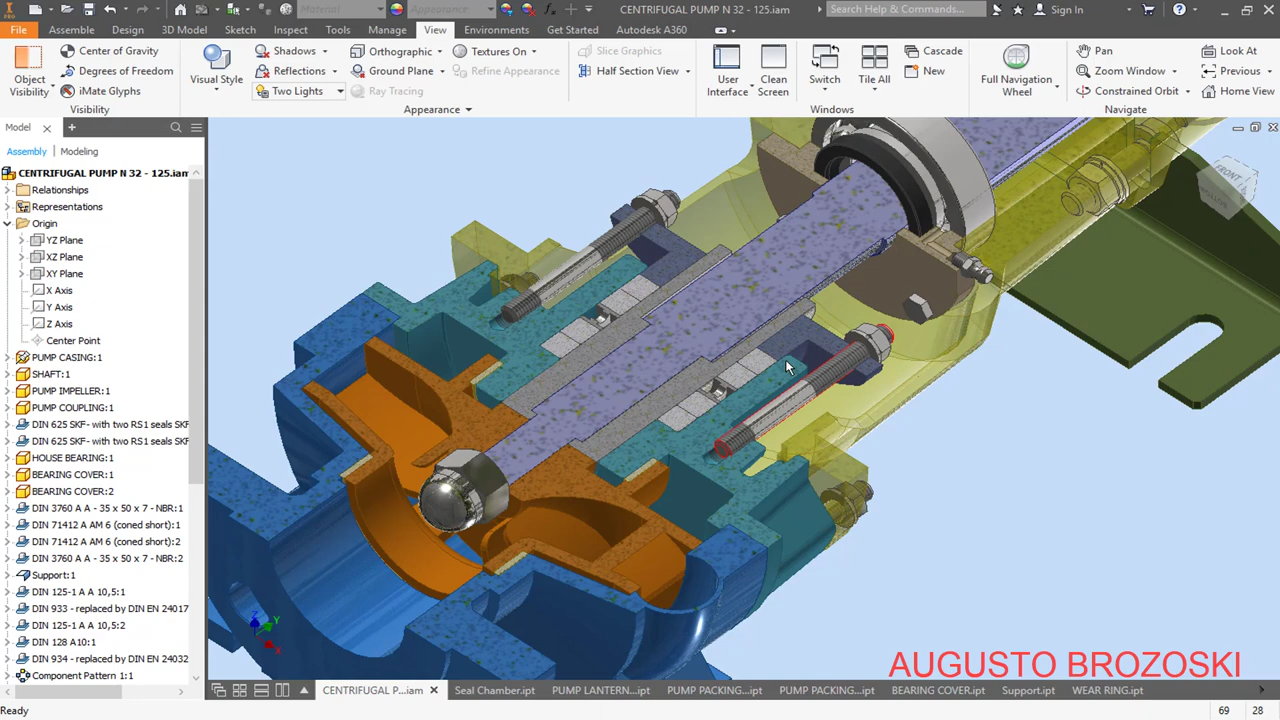 Material
Appearance
CENTRIFUGAL PUMP N 32 - 125.iam
Search Help & Commands...
Sign In
PRO
File Assembly Design 3D Model Sketch Inspect Tools Manage View Environments Get Started Autodesk A360
Object Visibility
Center of Gravity
Degrees of Freedom
iMate Glyphs
Visibility
Visual Style
Shadows
Reflections
Two Lights
Orthographic
Ground Plane
Ray Tracing
Textures On
Refine Appearance
Appearance
Slice Graphics
Half Section View
User Interface
Clean Screen
Switch
Tile All
Cascade
New
Windows
Full Navigation Wheel
Pan
Zoom Window
Constrained Orbit
Look At
Previous
Home View
Navigate
Model
Assembly Modeling
CENTRIFUGAL PUMP N 32 - 125.iam
Relationships
Representations
Origin
YZ Plane
XZ Plane
XY Plane
X Axis
Y Axis
Z Axis
Center Point
PUMP CASING:1
SHAFT:1
PUMP IMPELLER:1
PUMP COUPLING:1
DIN 625 SKF- with two RS1 seals SKF
DIN 625 SKF- with two RS1 seals SKF
HOUSE BEARING:1
BEARING COVER:1
BEARING COVER:2
DIN 3760 A A - 35 x 50 x 7 - NBR:1
DIN 71412 A AM 6 (coned short):1
DIN 71412 A AM 6 (coned short):2
DIN 3760 A A - 35 x 50 x 7 - NBR:2
Support:1
DIN 125-1 A A 10,5:1
DIN 933 - replaced by DIN EN 24017
DIN 125-1 A A 10,5:2
DIN 128 A10:1
DIN 934 - replaced by DIN EN 24032
Component Pattern 1:1
FRONT
Z
Y
X
AUGUSTO BROZOSKI
CENTRIFUGAL P...iam
Seal Chamber.ipt
PUMP LANTERN...ipt
PUMP PACKING...ipt
PUMP PACKING...ipt
BEARING COVER.ipt
Support.ipt
WEAR RING.ipt
Ready
69 28